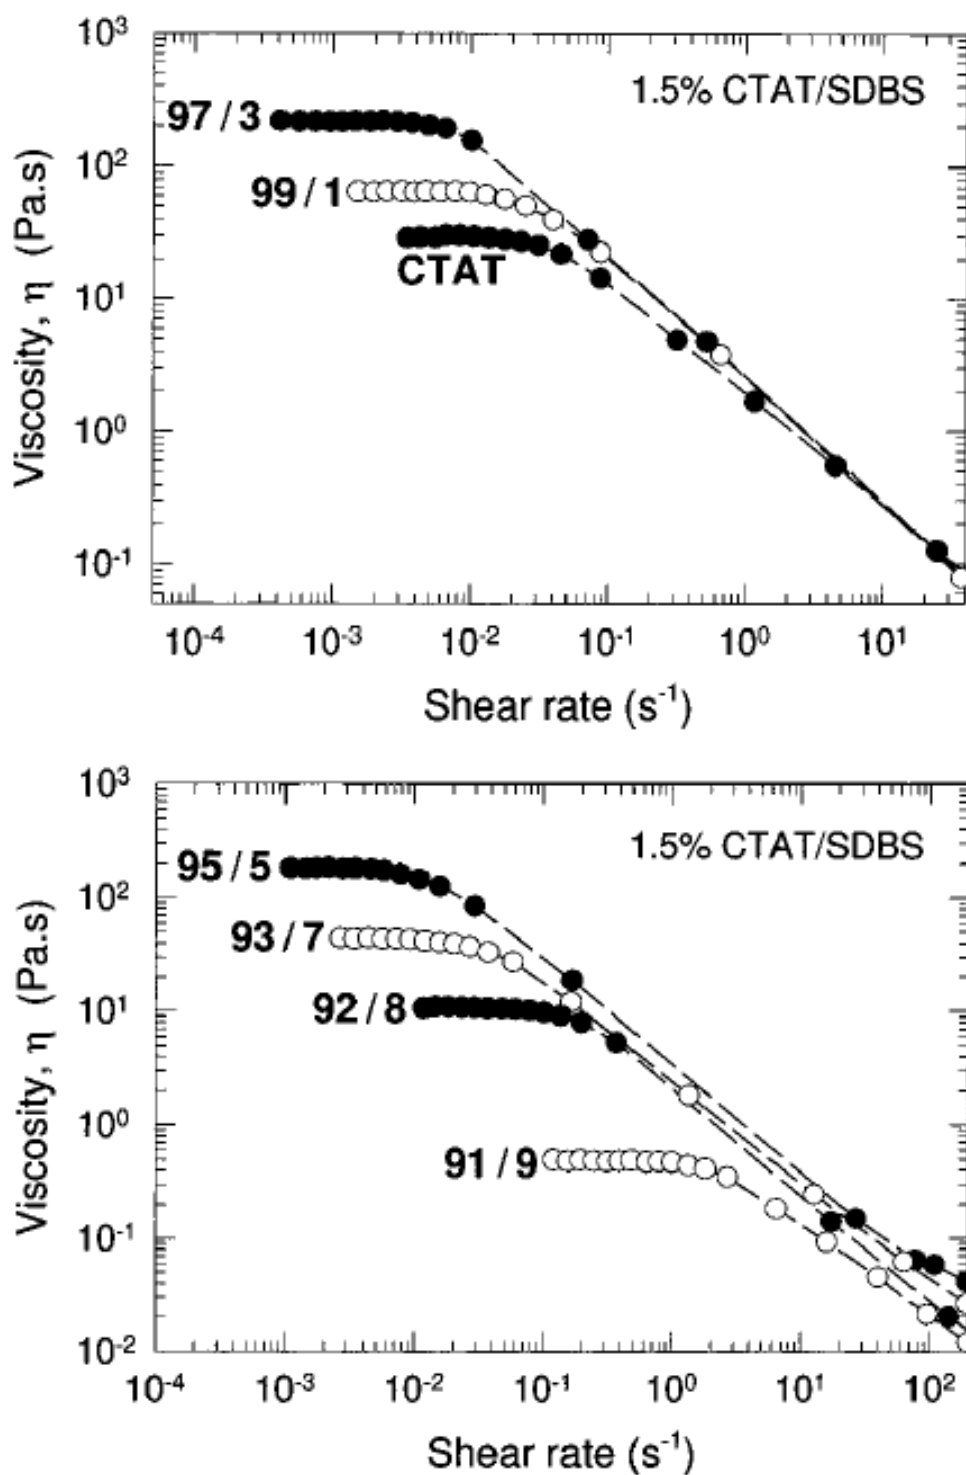 10³
1.5% CTAT/SDBS
97 / 3
10²
99 / 1
CTAT
10¹
10⁰
10⁻¹
Viscosity, η (Pa.s)
10⁻⁴ 10⁻³ 10⁻² 10⁻¹ 10⁰ 10¹
Shear rate (s⁻¹)
10³
1.5% CTAT/SDBS
95 / 5
10²
93 / 7
92 / 8
10¹
10⁰
91 / 9
10⁻¹
10⁻²
Viscosity, η (Pa.s)
10⁻⁴ 10⁻³ 10⁻² 10⁻¹ 10⁰ 10¹ 10²
Shear rate (s⁻¹)